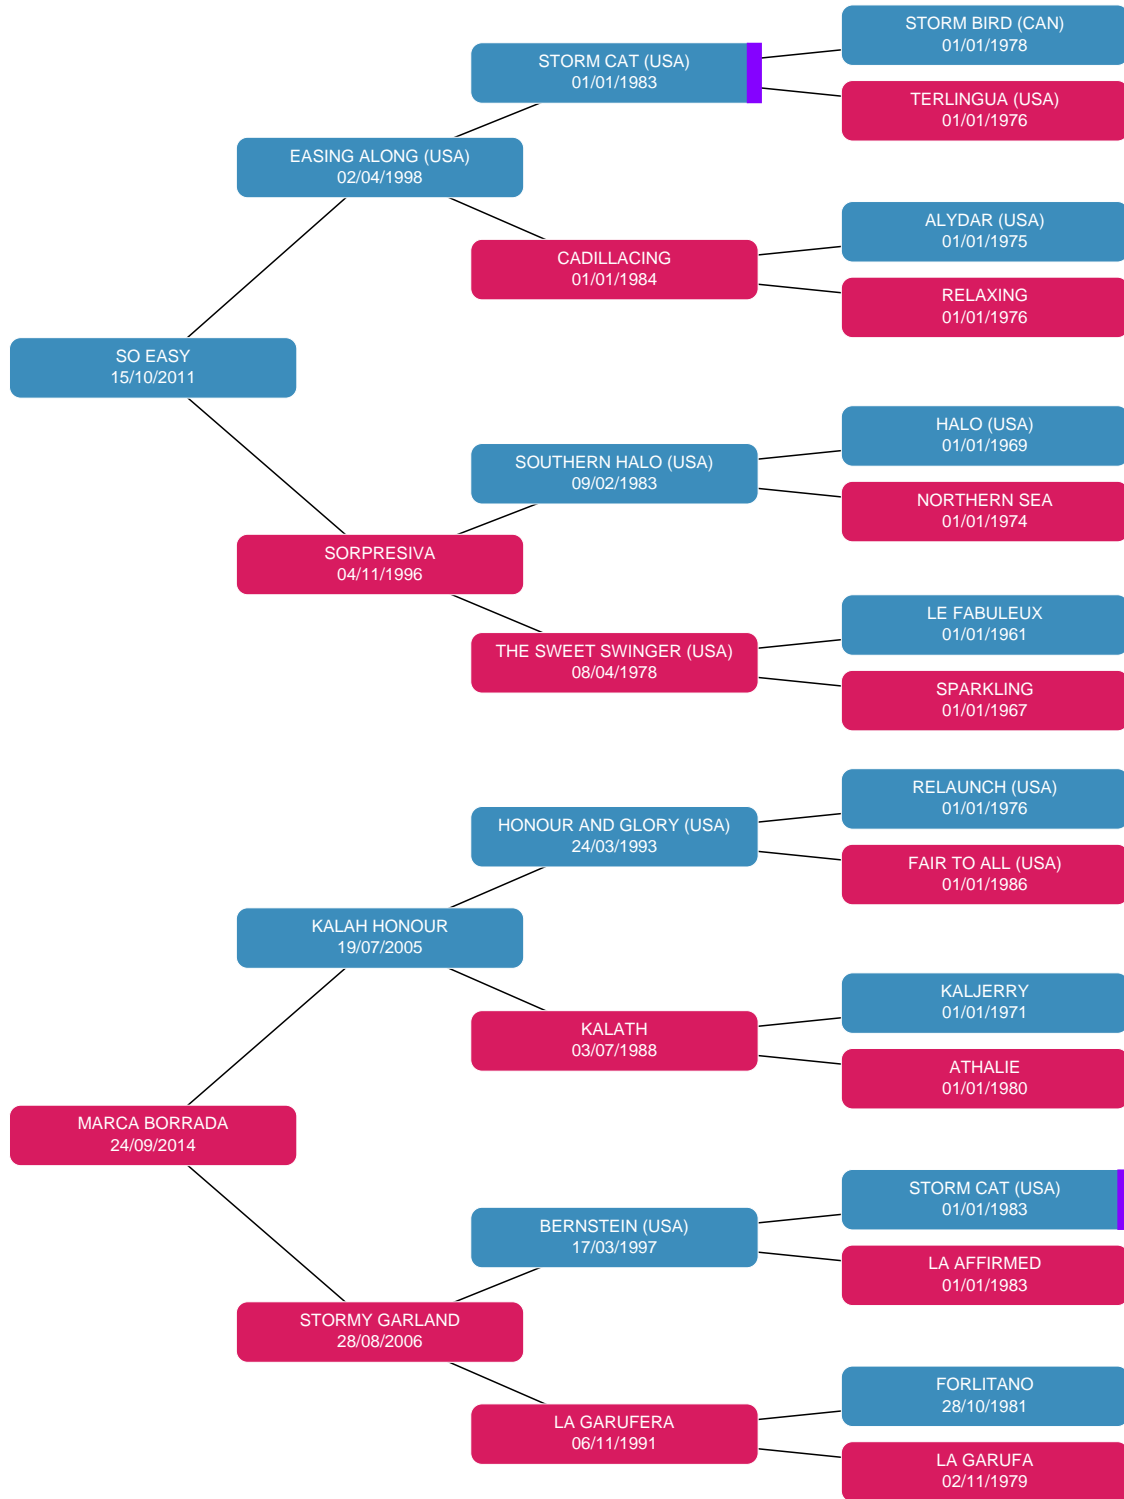 STORM BIRD (CAN)
01/01/1978
STORM CAT (USA)
01/01/1983
TERLINGUA (USA)
01/01/1976
EASING ALONG (USA)
02/04/1998
ALYDAR (USA)
01/01/1975
CADILLACING
01/01/1984
RELAXING
01/01/1976
SO EASY
15/10/2011
HALO (USA)
01/01/1969
SOUTHERN HALO (USA)
09/02/1983
NORTHERN SEA
01/01/1974
SORPRESIVA
04/11/1996
LE FABULEUX
01/01/1961
THE SWEET SWINGER (USA)
08/04/1978
SPARKLING
01/01/1967
RELAUNCH (USA)
01/01/1976
HONOUR AND GLORY (USA)
24/03/1993
FAIR TO ALL (USA)
01/01/1986
KALAH HONOUR
19/07/2005
KALJERRY
01/01/1971
KALATH
03/07/1988
ATHALIE
01/01/1980
MARCA BORRADA
24/09/2014
STORM CAT (USA)
01/01/1983
BERNSTEIN (USA)
17/03/1997
LA AFFIRMED
01/01/1983
STORMY GARLAND
28/08/2006
FORLITANO
28/10/1981
LA GARUFERA
06/11/1991
LA GARUFA
02/11/1979